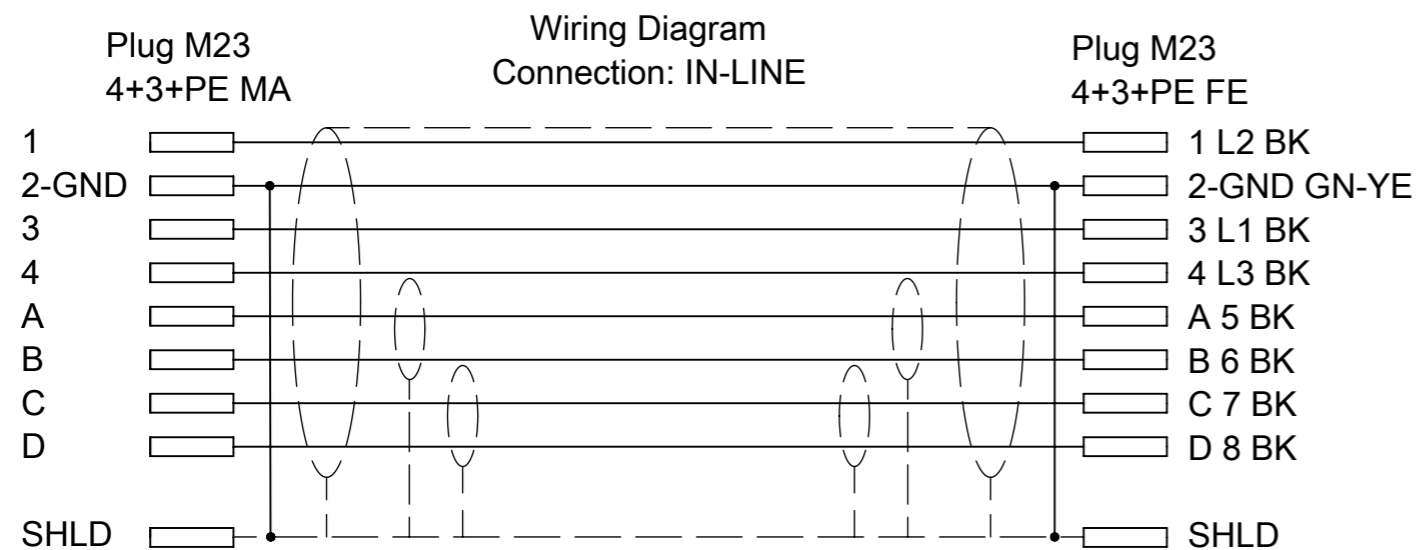 Wiring Diagram
Connection: IN-LINE
Plug M23
4+3+PE MA
Plug M23
4+3+PE FE
1
1 L2 BK
2-GND
2-GND GN-YE
3
3 L1 BK
4
4 L3 BK
A
A 5 BK
B
B 6 BK
C
C 7 BK
D
D 8 BK
SHLD
SHLD